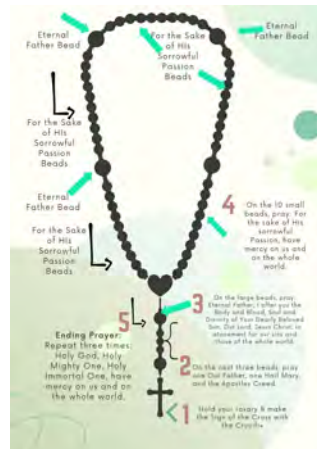 Eternal
Father Bead
For the Sake
of His
Sorrowful
Passion
Beads
Eternal
Father Bead
For the Sake
of His
Sorrowful
Passion
Beads
Eternal
Father Bead
For the Sake
of His
Sorrowful
Passion
Beads
4
On the 10 small
beads, pray: For
the sake of His
sorrowful
Passion, have
mercy on us and
on the whole
world.
5
Ending Prayer:
Repeat three times:
Holy God, Holy
Mighty One, Holy
Immortal One, have
mercy on us and on
the whole world.
3
On the large beads, pray:
Eternal Father, I offer you the
Body and Blood, Soul and
Divinity of Your Dearly Beloved
Son, Our Lord, Jesus Christ, in
atonement for our sins and
those of the whole world.
2
On the next three beads, pray
one Our Father, one Hail Mary,
and the Apostles Creed.
1
Hold your rosary & make
the Sign of the Cross with
the Crucifix